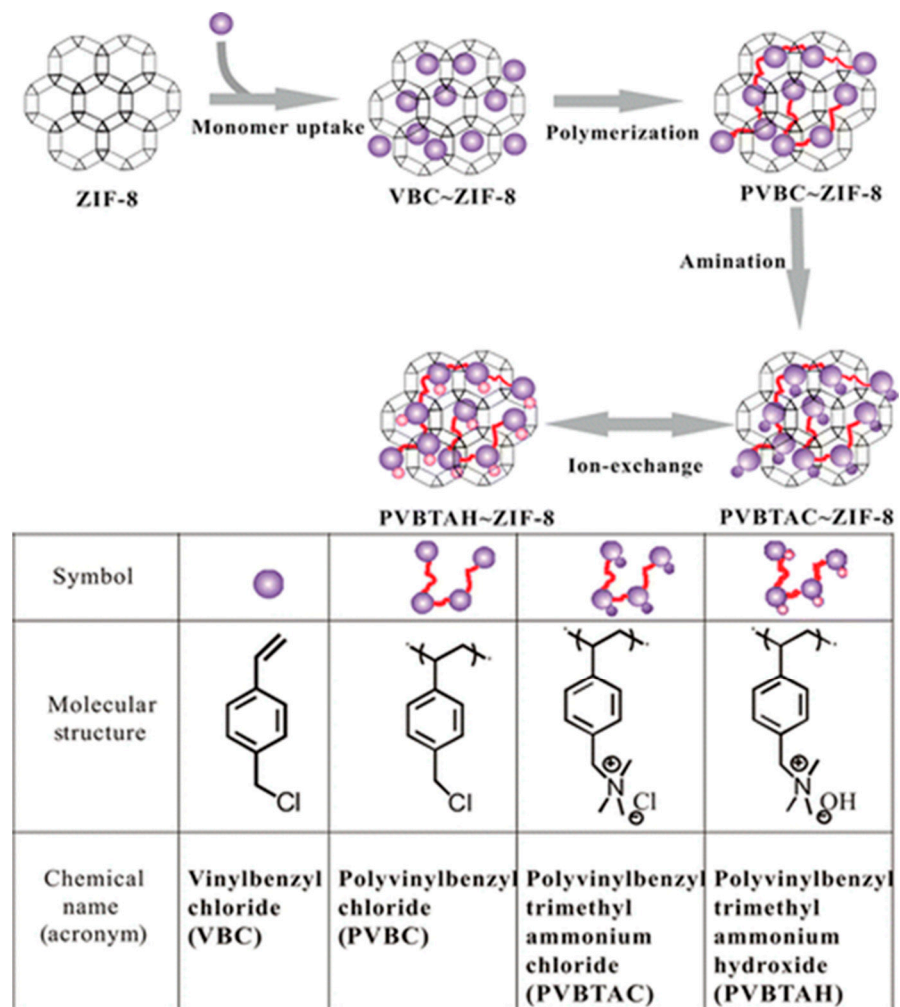 Monomer uptake
Polymerization
ZIF-8
VBC~ZIF-8
PVBC~ZIF-8
Amination
Ion-exchange
PVBTAH~ZIF-8
PVBTAC~ZIF-8
Symbol
Molecular
structure
Cl
Cl
⊕
N
Cl
⊖
⊕
N
OH
⊖
Chemical
name
(acronym)
Vinylbenzyl
chloride
(VBC)
Polyvinylbenzyl
chloride
(PVBC)
Polyvinylbenzyl
trimethyl
ammonium
chloride
(PVBTAC)
Polyvinylbenzyl
trimethyl
ammonium
hydroxide
(PVBTAH)